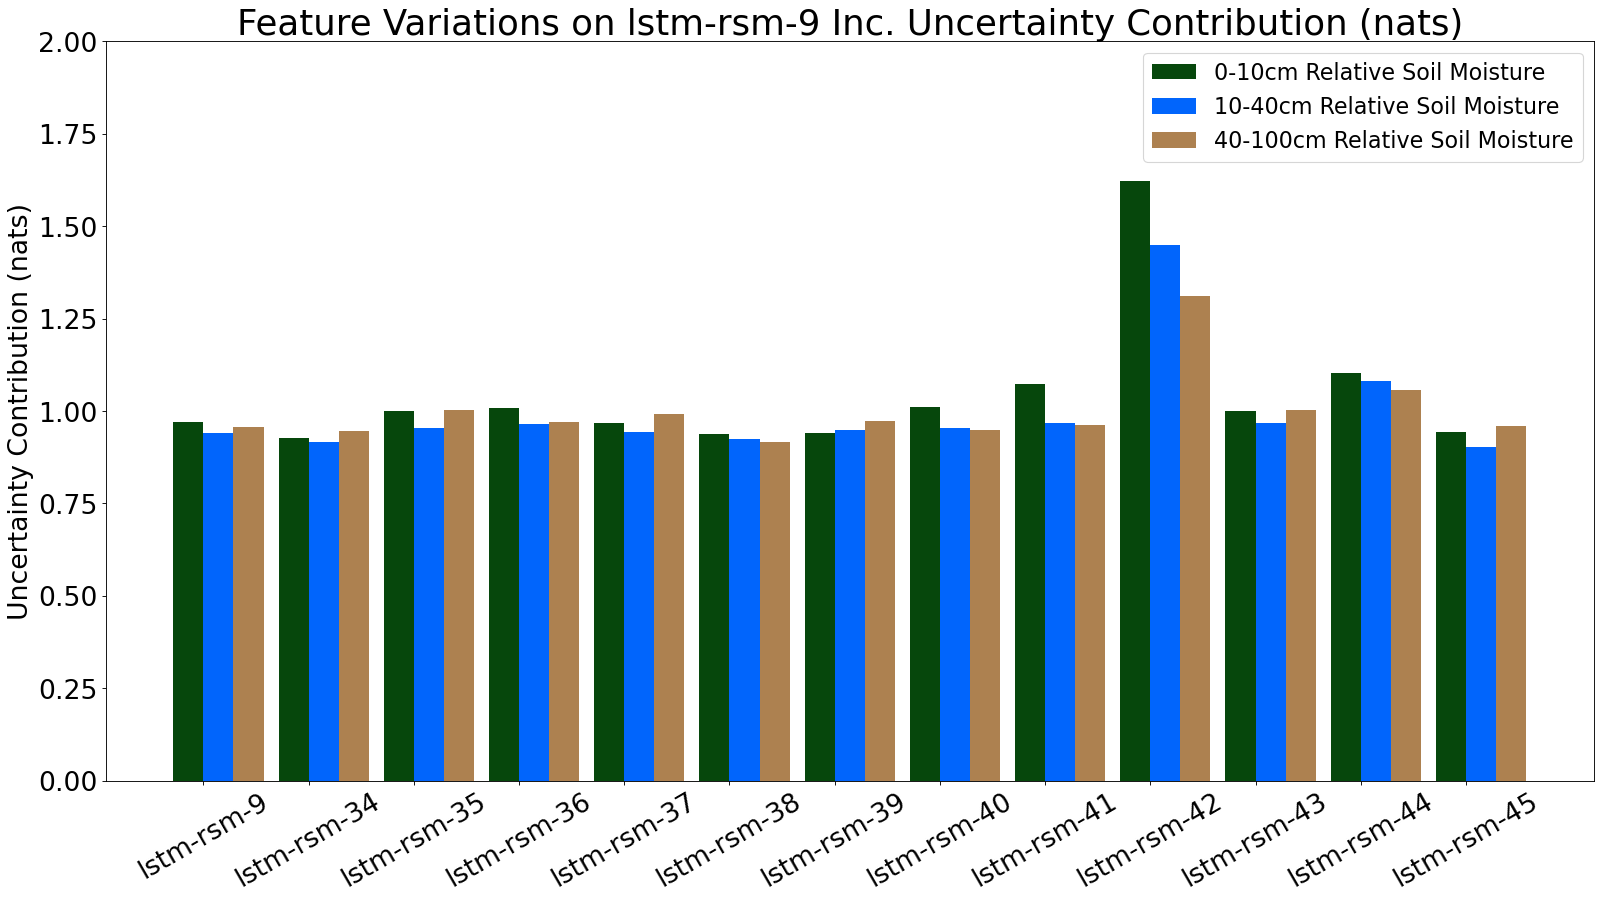 Feature Variations on lstm-rsm-9 Inc. Uncertainty Contribution (nats)
Uncertainty Contribution (nats)
2.00
1.75
1.50
1.25
1.00
0.75
0.50
0.25
0.00
0-10cm Relative Soil Moisture
10-40cm Relative Soil Moisture
40-100cm Relative Soil Moisture
lstm-rsm-9
lstm-rsm-34
lstm-rsm-35
lstm-rsm-36
lstm-rsm-37
lstm-rsm-38
lstm-rsm-39
lstm-rsm-40
lstm-rsm-41
lstm-rsm-42
lstm-rsm-43
lstm-rsm-44
lstm-rsm-45